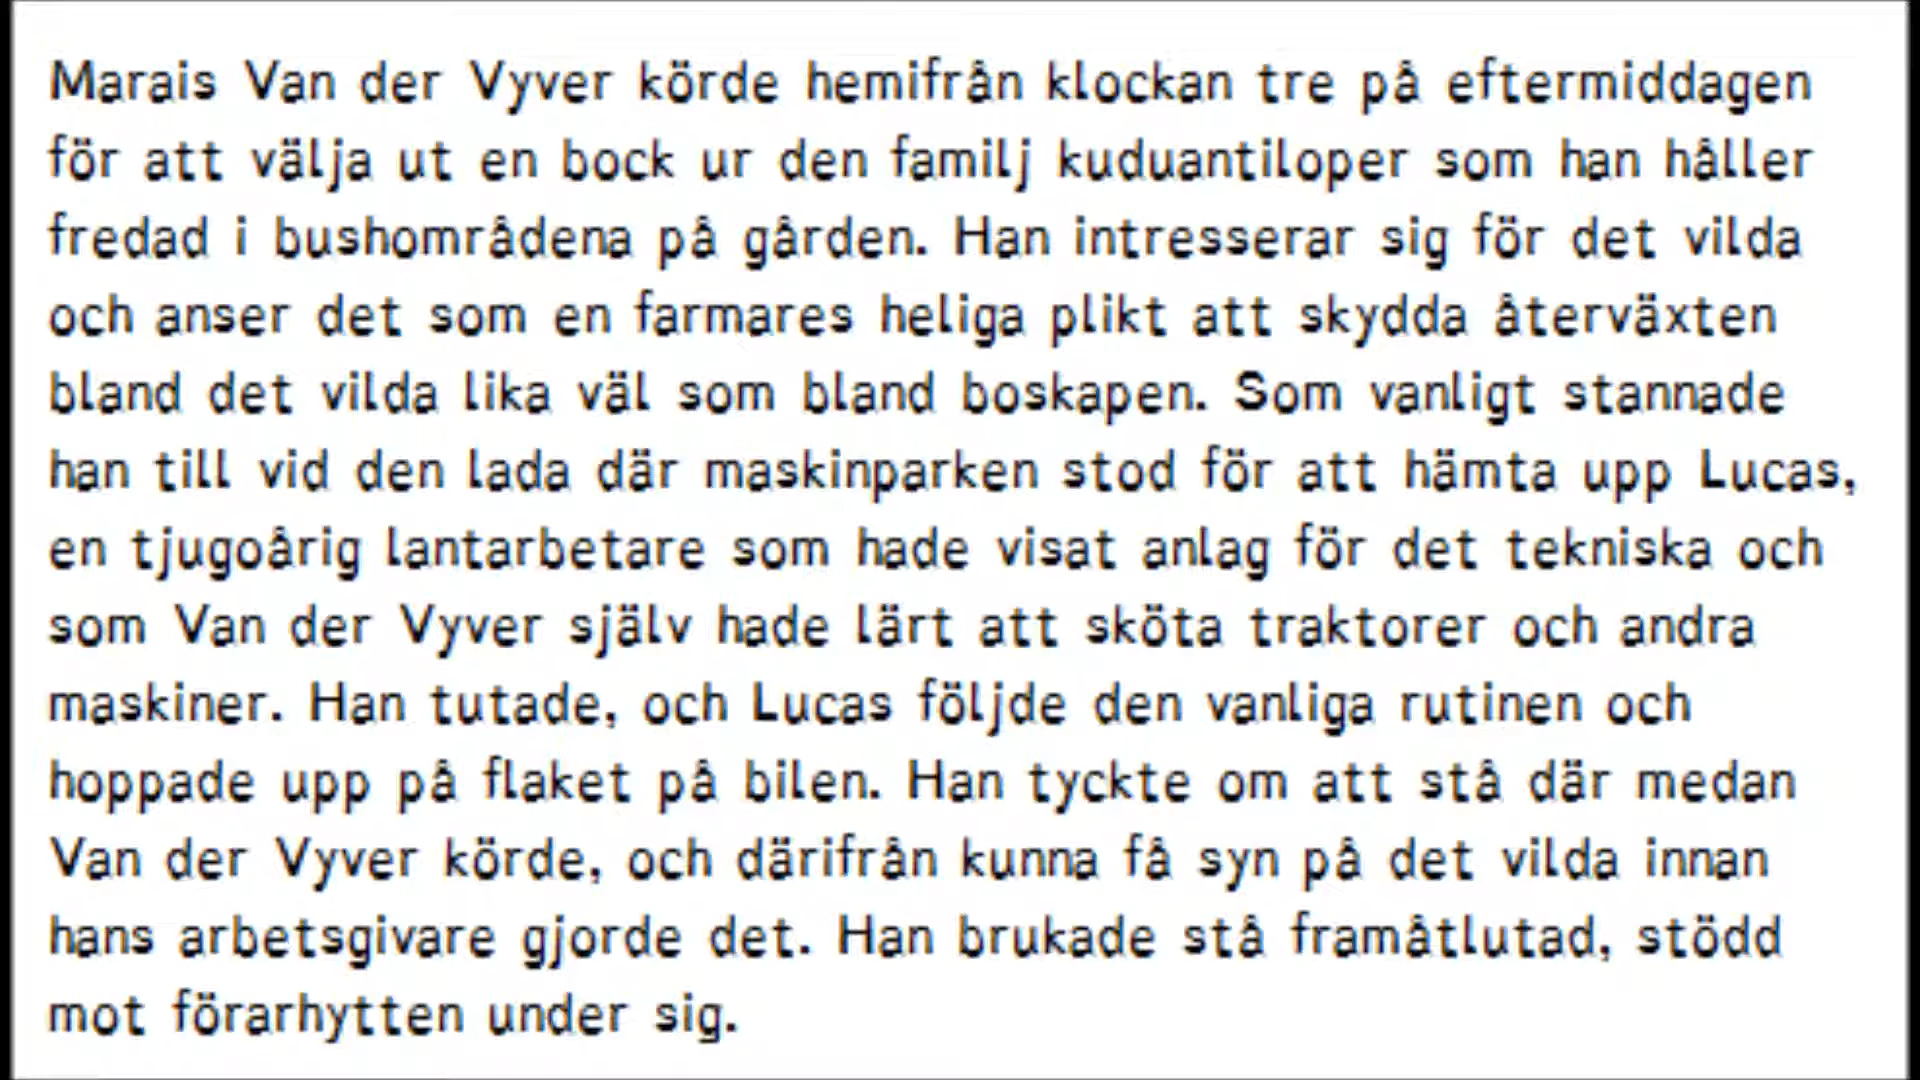 Marais Van der Vyver körde hemifrån klockan tre på eftermiddagen
för att välja ut en bock ur den familj kuduantiloper som han håller
fredad i bushområdena på gården. Han intresserar sig för det vilda
och anser det som en farmares heliga plikt att skydda återväxten
bland det vilda lika väl som bland boskapen. Som vanligt stannade
han till vid den lada där maskinparken stod för att hämta upp Lucas,
en tjugoårig lantarbetare som hade visat anlag för det tekniska och
som Van der Vyver själv hade lärt att sköta traktorer och andra
maskiner. Han tutade, och Lucas följde den vanliga rutinen och
hoppade upp på flaket på bilen. Han tyckte om att stå där medan
Van der Vyver körde, och därifrån kunna få syn på det vilda innan
hans arbetsgivare gjorde det. Han brukade stå framåtlutad, stödd
mot förarhytten under sig.